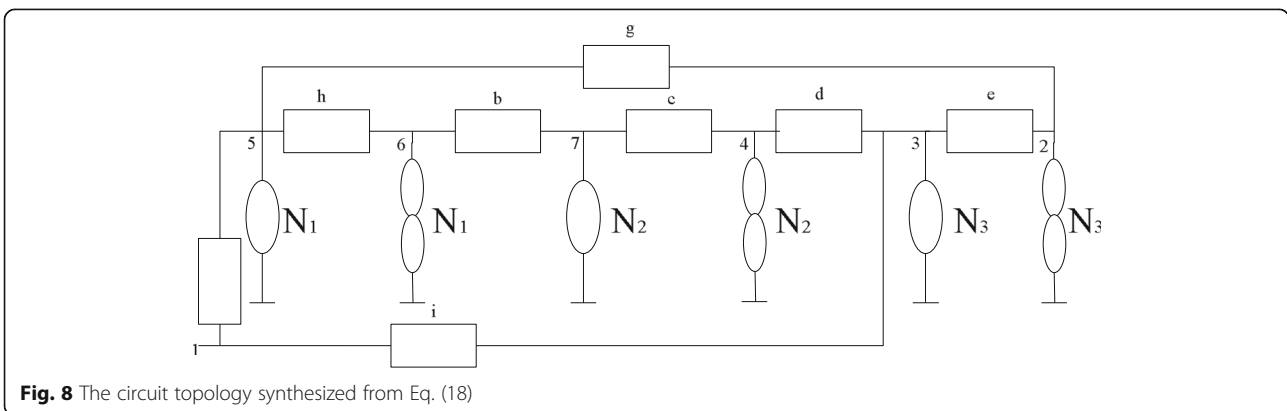 g
h b c d e
5 6 7 4 3 2
N1 N1 N2 N2 N3 N3
i
1
Fig. 8 The circuit topology synthesized from Eq. (18)